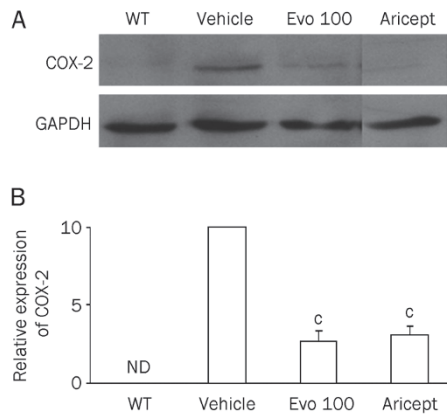 A
WT Vehicle Evo 100 Aricept
COX-2
GAPDH
B
Relative expression
of COX-2
10
5
0
ND
c
c
WT Vehicle Evo 100 Aricept